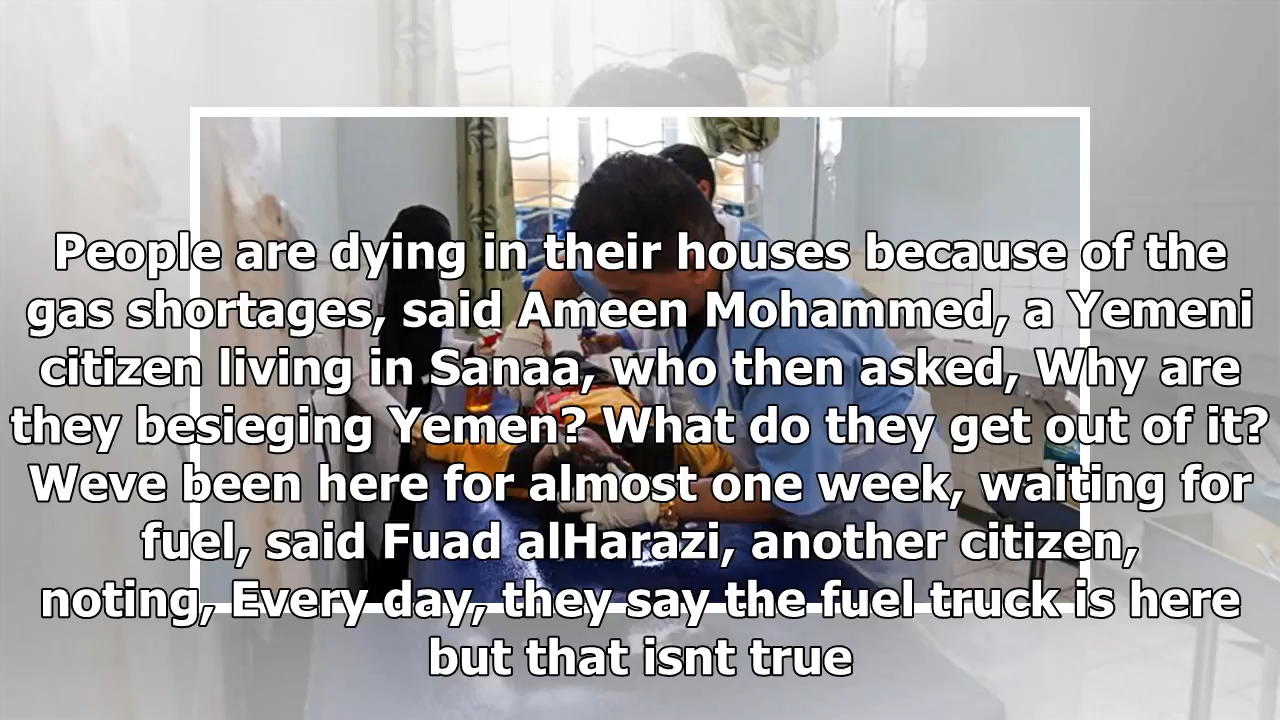 People are dying in their houses because of the
gas shortages, said Ameen Mohammed, a Yemeni
citizen living in Sanaa, who then asked, Why are
they besieging Yemen? What do they get out of it?
Weve been here for almost one week, waiting for
fuel, said Fuad alHarazi, another citizen,
noting, Every day, they say the fuel truck is here
but that isnt true